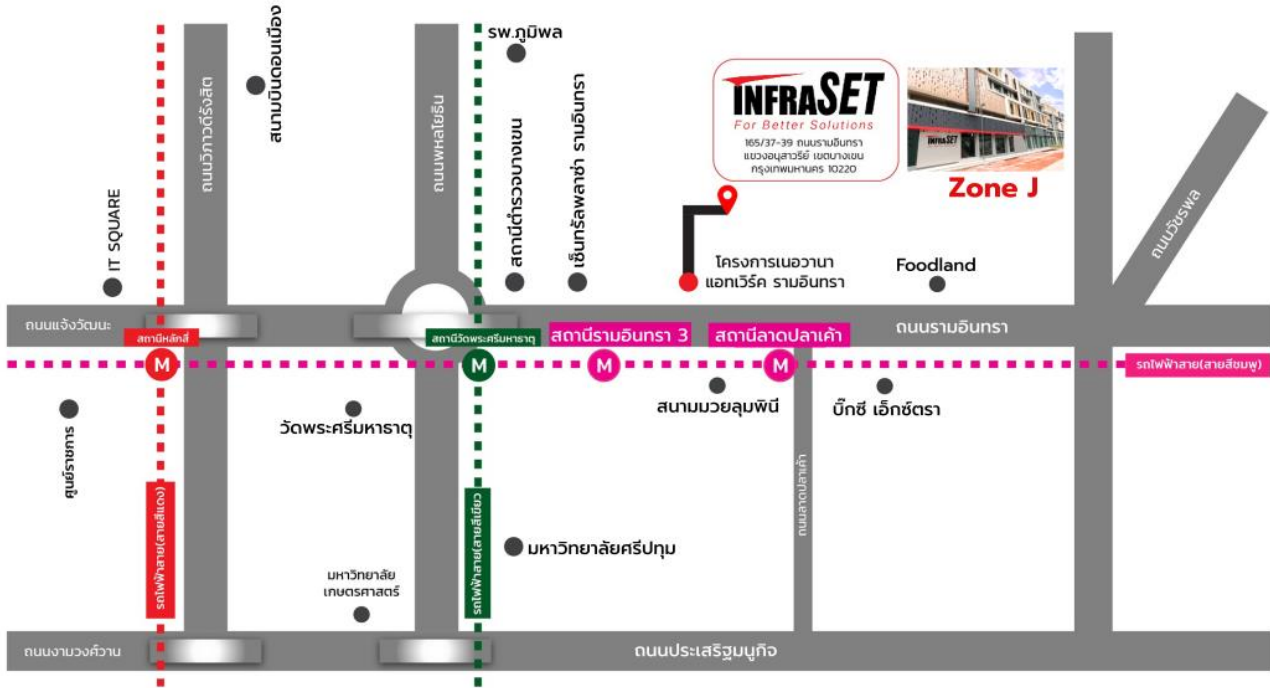 สนามบินดอนเมือง
ถนนวิภาวดีรังสิต
ถนนพหลโยธิน
รพ.ภูมิพล
สถานีตำรวจบางเขน
เซ็นทรัลพลาซ่า รามอินทรา
INFRASET
For Better Solutions
165/37-39 ถนนรามอินทรา
แขวงอนุสาวรีย์ เขตบางเขน
กรุงเทพมหานคร 10220
INFRASET
Zone J
ถนนวัชรพล
IT SQUARE
โครงการเนอวานา
แอทเวิร์ค รามอินทรา
Foodland
ถนนแจ้งวัฒนะ
สถานีหลักสี่
สถานีวัดพระศรีมหาธาตุ
สถานีรามอินทรา 3
สถานีลาดปลาเค้า
ถนนรามอินทรา
M
M
M
M
รถไฟฟ้าสาย(สายสีชมพู)
ศูนย์ราชการ
วัดพระศรีมหาธาตุ
สนามมวยลุมพินี
บิ๊กซี เอ็กซ์ตรา
รถไฟฟ้าสาย(สายสีแดง)
รถไฟฟ้าสาย(สายสีเขียว)
ถนนลาดปลาเค้า
มหาวิทยาลัยศรีปทุม
มหาวิทยาลัย
เกษตรศาสตร์
ถนนงามวงศ์วาน
ถนนประเสริฐมนูกิจ